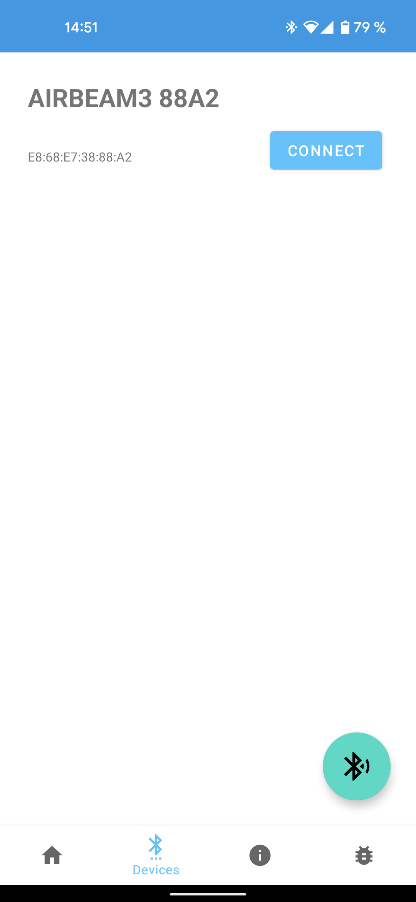 14:51
79 %
AIRBEAM3 88A2
E8:68:E7:38:88:A2
CONNECT
Devices